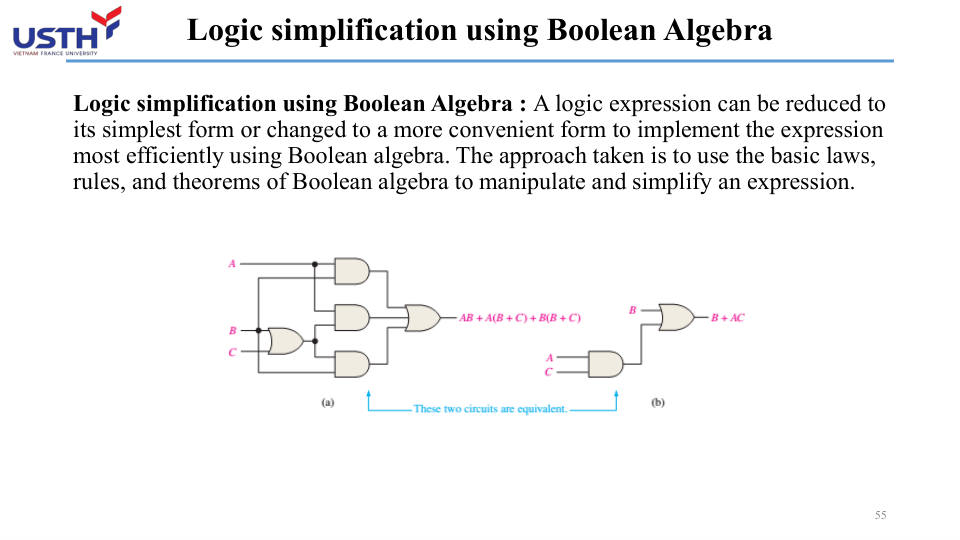 USTH
VIETNAM FRANCE UNIVERSITY
Logic simplification using Boolean Algebra
Logic simplification using Boolean Algebra : A logic expression can be reduced to
its simplest form or changed to a more convenient form to implement the expression
most efficiently using Boolean algebra. The approach taken is to use the basic laws,
rules, and theorems of Boolean algebra to manipulate and simplify an expression.
A
B
C
AB + A(B + C) + B(B + C)
B
A
C
B + AC
(a)
These two circuits are equivalent.
(b)
55